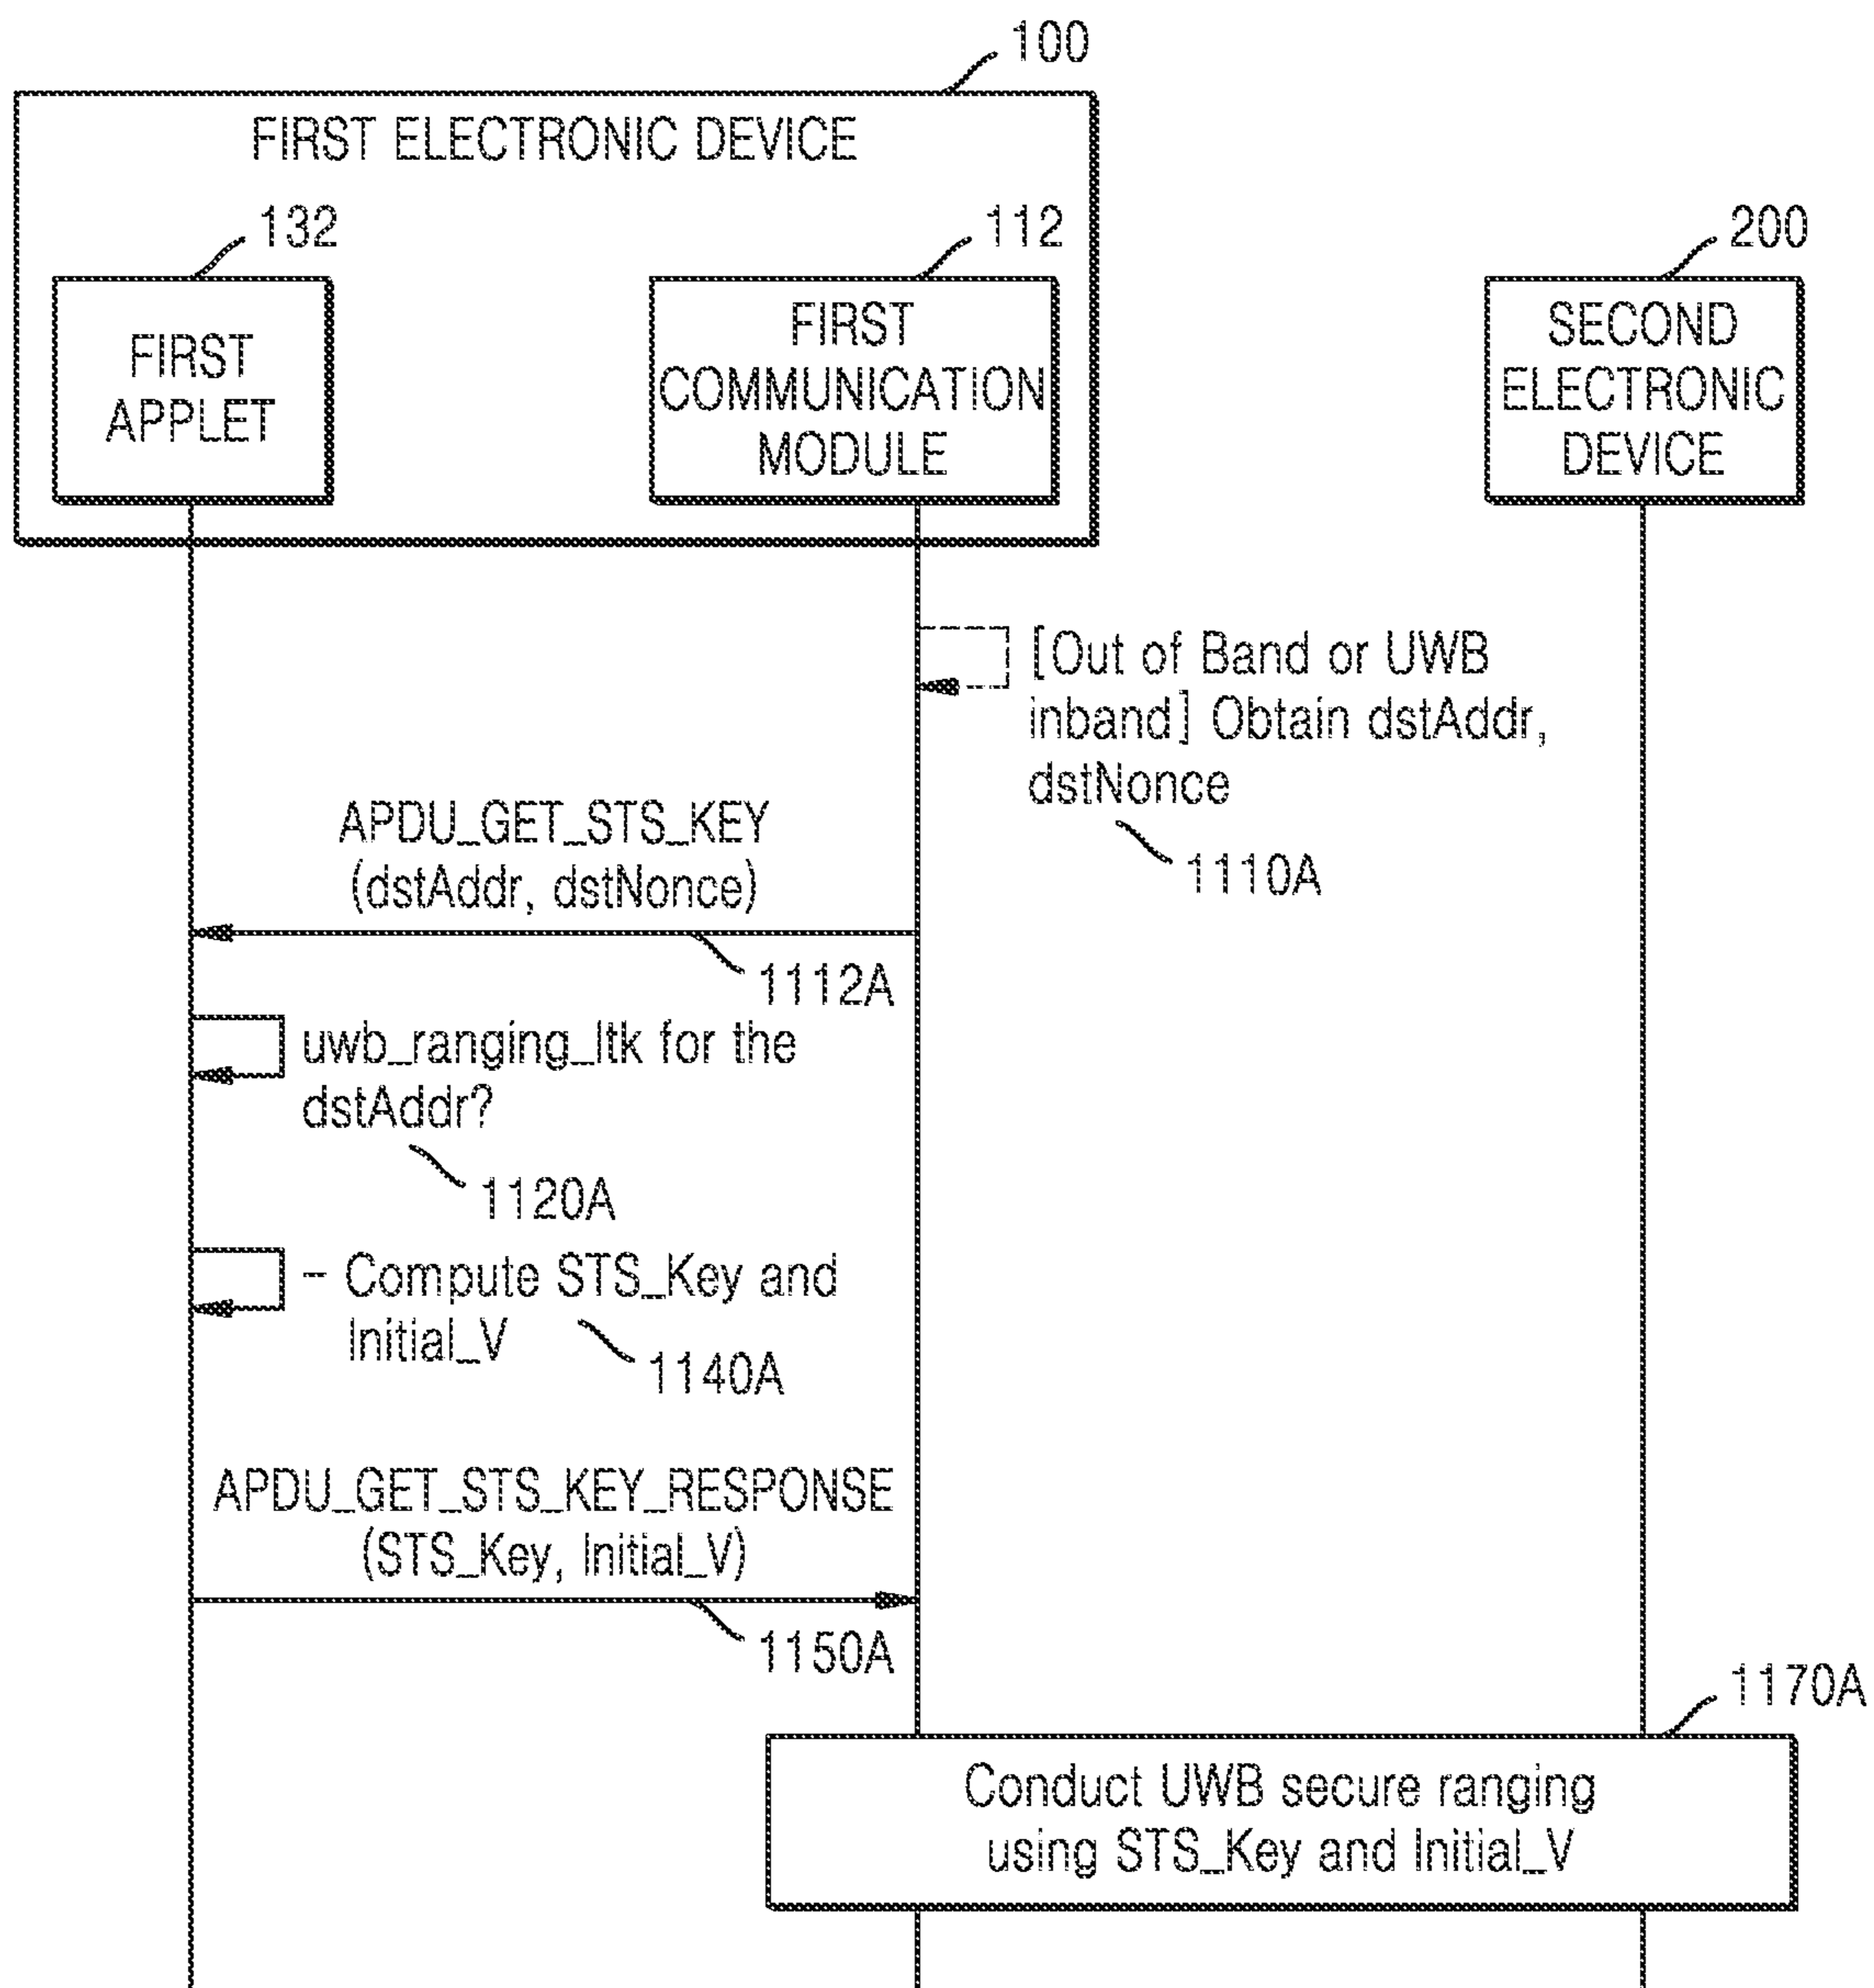 100
FIRST ELECTRONIC DEVICE
132
112
200
FIRST
APPLET
FIRST
COMMUNICATION
MODULE
SECOND
ELECTRONIC
DEVICE
[Out of Band or UWB
inband] Obtain dstAddr,
dstNonce
1110A
APDU_GET_STS_KEY
(dstAddr, dstNonce)
1112A
uwb_ranging_ltk for the
dstAddr?
1120A
- Compute STS_Key and
Initial_V
1140A
APDU_GET_STS_KEY_RESPONSE
(STS_Key, Initial_V)
1150A
1170A
Conduct UWB secure ranging
using STS_Key and Initial_V